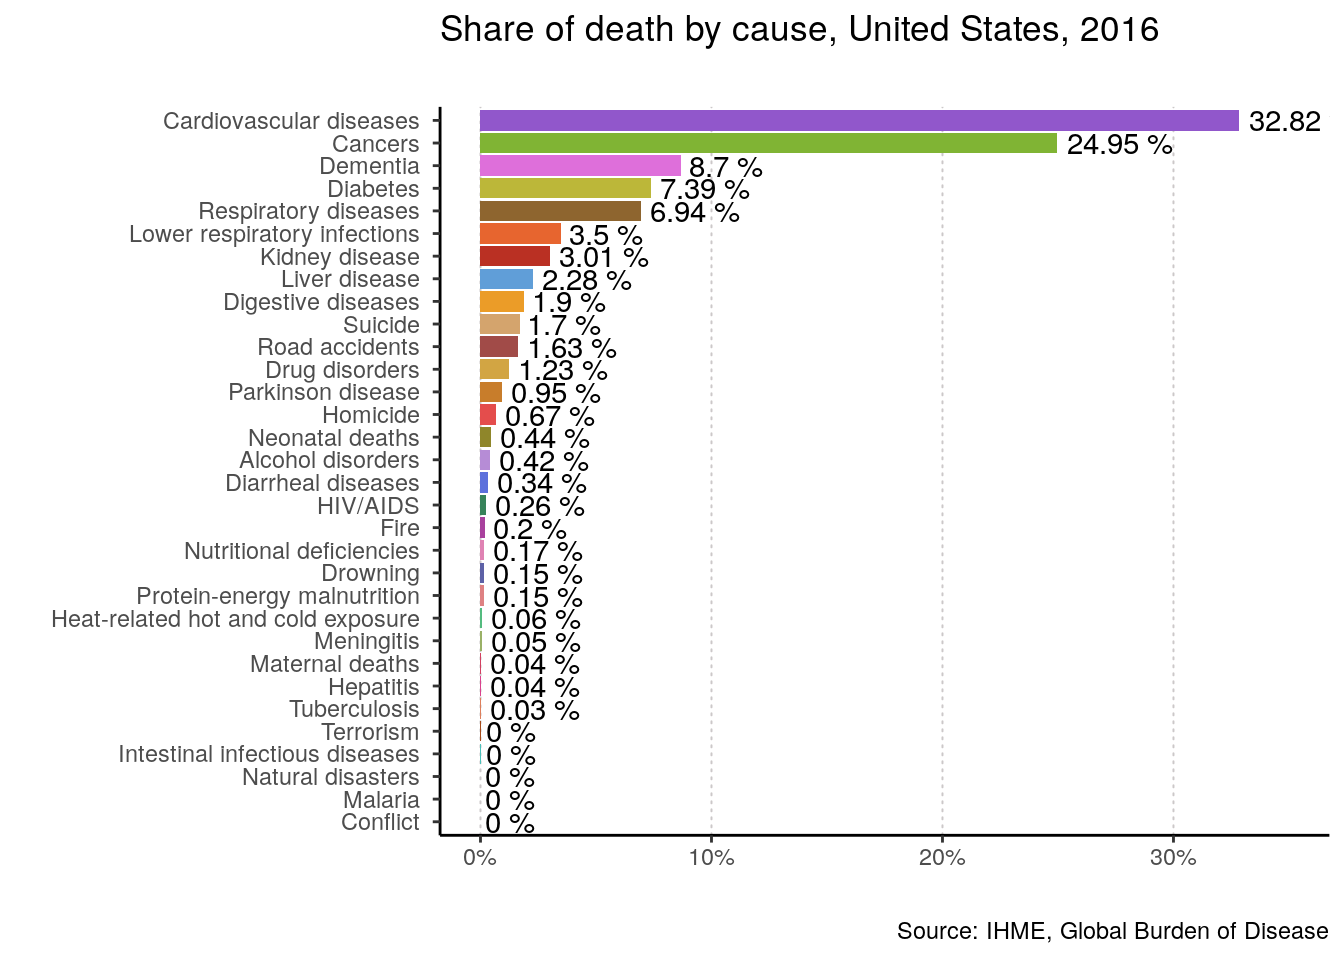 Share of death by cause, United States, 2016
Cardiovascular diseases 32.82
Cancers 24.95 %
Dementia 8.7 %
Diabetes 7.39 %
Respiratory diseases 6.94 %
Lower respiratory infections 3.5 %
Kidney disease 3.01 %
Liver disease 2.28 %
Digestive diseases 1.9 %
Suicide 1.7 %
Road accidents 1.63 %
Drug disorders 1.23 %
Parkinson disease 0.95 %
Homicide 0.67 %
Neonatal deaths 0.44 %
Alcohol disorders 0.42 %
Diarrheal diseases 0.34 %
HIV/AIDS 0.26 %
Fire 0.2 %
Nutritional deficiencies 0.17 %
Drowning 0.15 %
Protein-energy malnutrition 0.15 %
Heat-related hot and cold exposure 0.06 %
Meningitis 0.05 %
Maternal deaths 0.04 %
Hepatitis 0.04 %
Tuberculosis 0.03 %
Terrorism 0 %
Intestinal infectious diseases 0 %
Natural disasters 0 %
Malaria 0 %
Conflict 0 %
0% 10% 20% 30%
Source: IHME, Global Burden of Disease